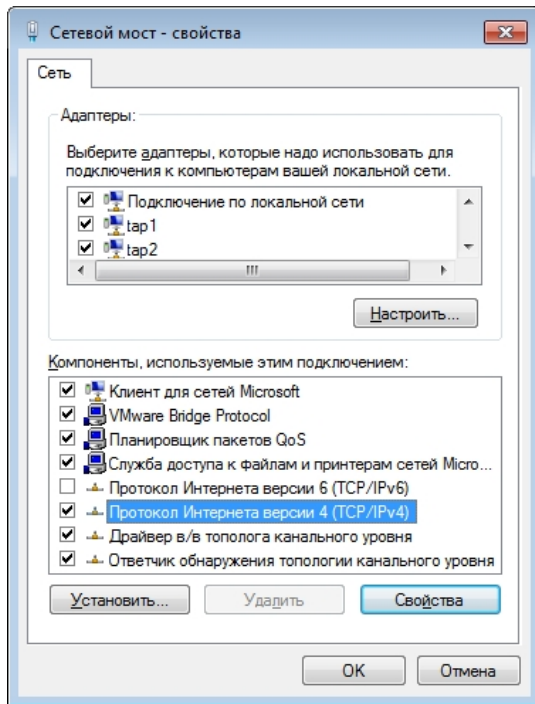 Сетевой мост - свойства
Сеть
Адаптеры:
Выберите адаптеры, которые надо использовать для
подключения к компьютерам вашей локальной сети.
Подключение по локальной сети
tap1
tap2
Настроить...
Компоненты, используемые этим подключением:
Клиент для сетей Microsoft
VMware Bridge Protocol
Планировщик пакетов QoS
Служба доступа к файлам и принтерам сетей Micro...
Протокол Интернета версии 6 (TCP/IPv6)
Протокол Интернета версии 4 (TCP/IPv4)
Драйвер в/в тополога канального уровня
Ответчик обнаружения топологии канального уровня
Установить... Удалить Свойства
OK Отмена